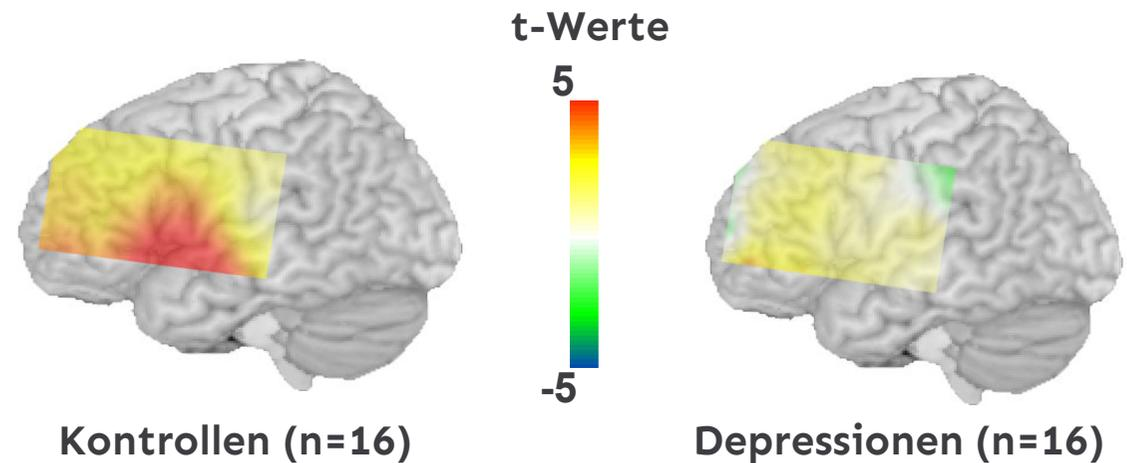 t-Werte
5
-5
Kontrollen (n=16)
Depressionen (n=16)